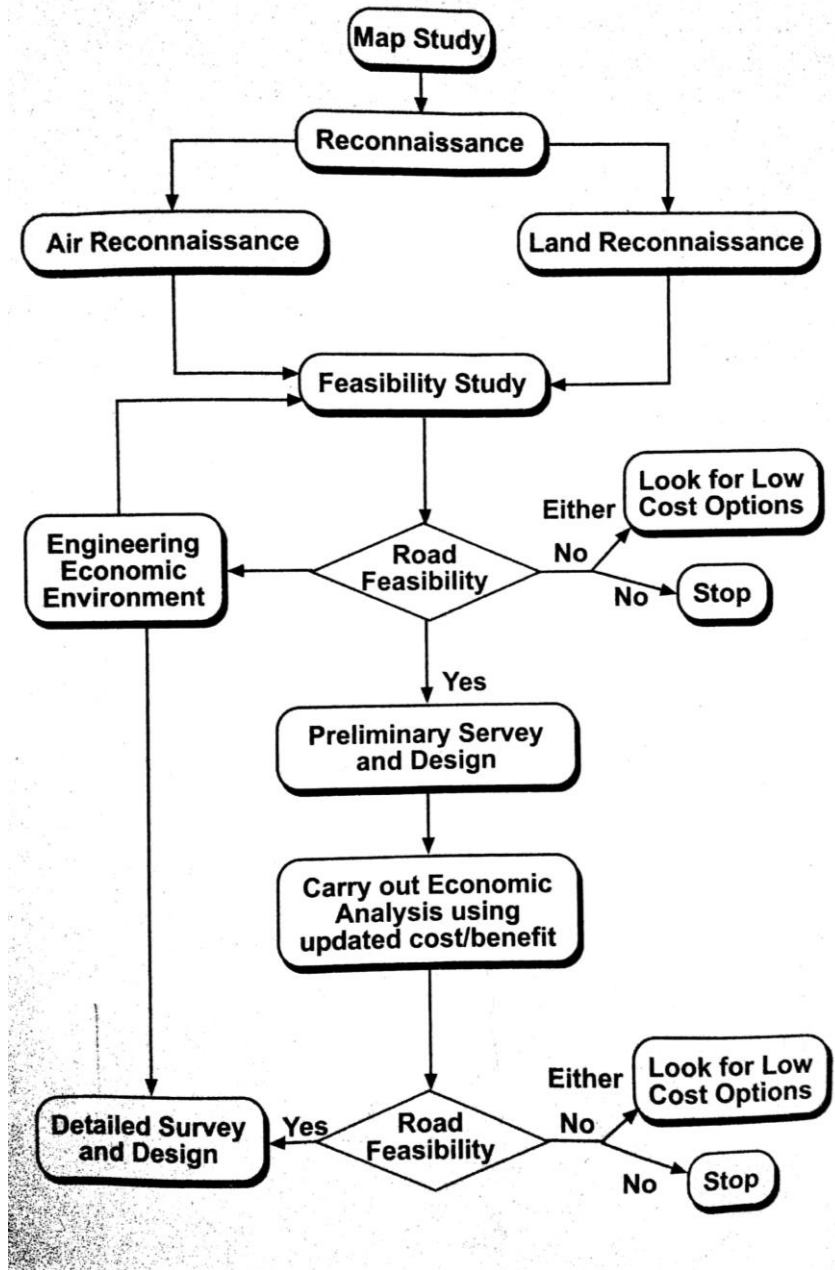 Map Study
Reconnaissance
Air Reconnaissance
Land Reconnaissance
Feasibility Study
Look for Low
Cost Options
Either
Engineering
Economic
Environment
Road
Feasibility
No
No
Stop
Yes
Preliminary Servey
and Design
Carry out Economic
Analysis using
updated cost/benefit
Look for Low
Cost Options
Either
Detailed Survey
and Design
Yes
Road
Feasibility
No
No
Stop